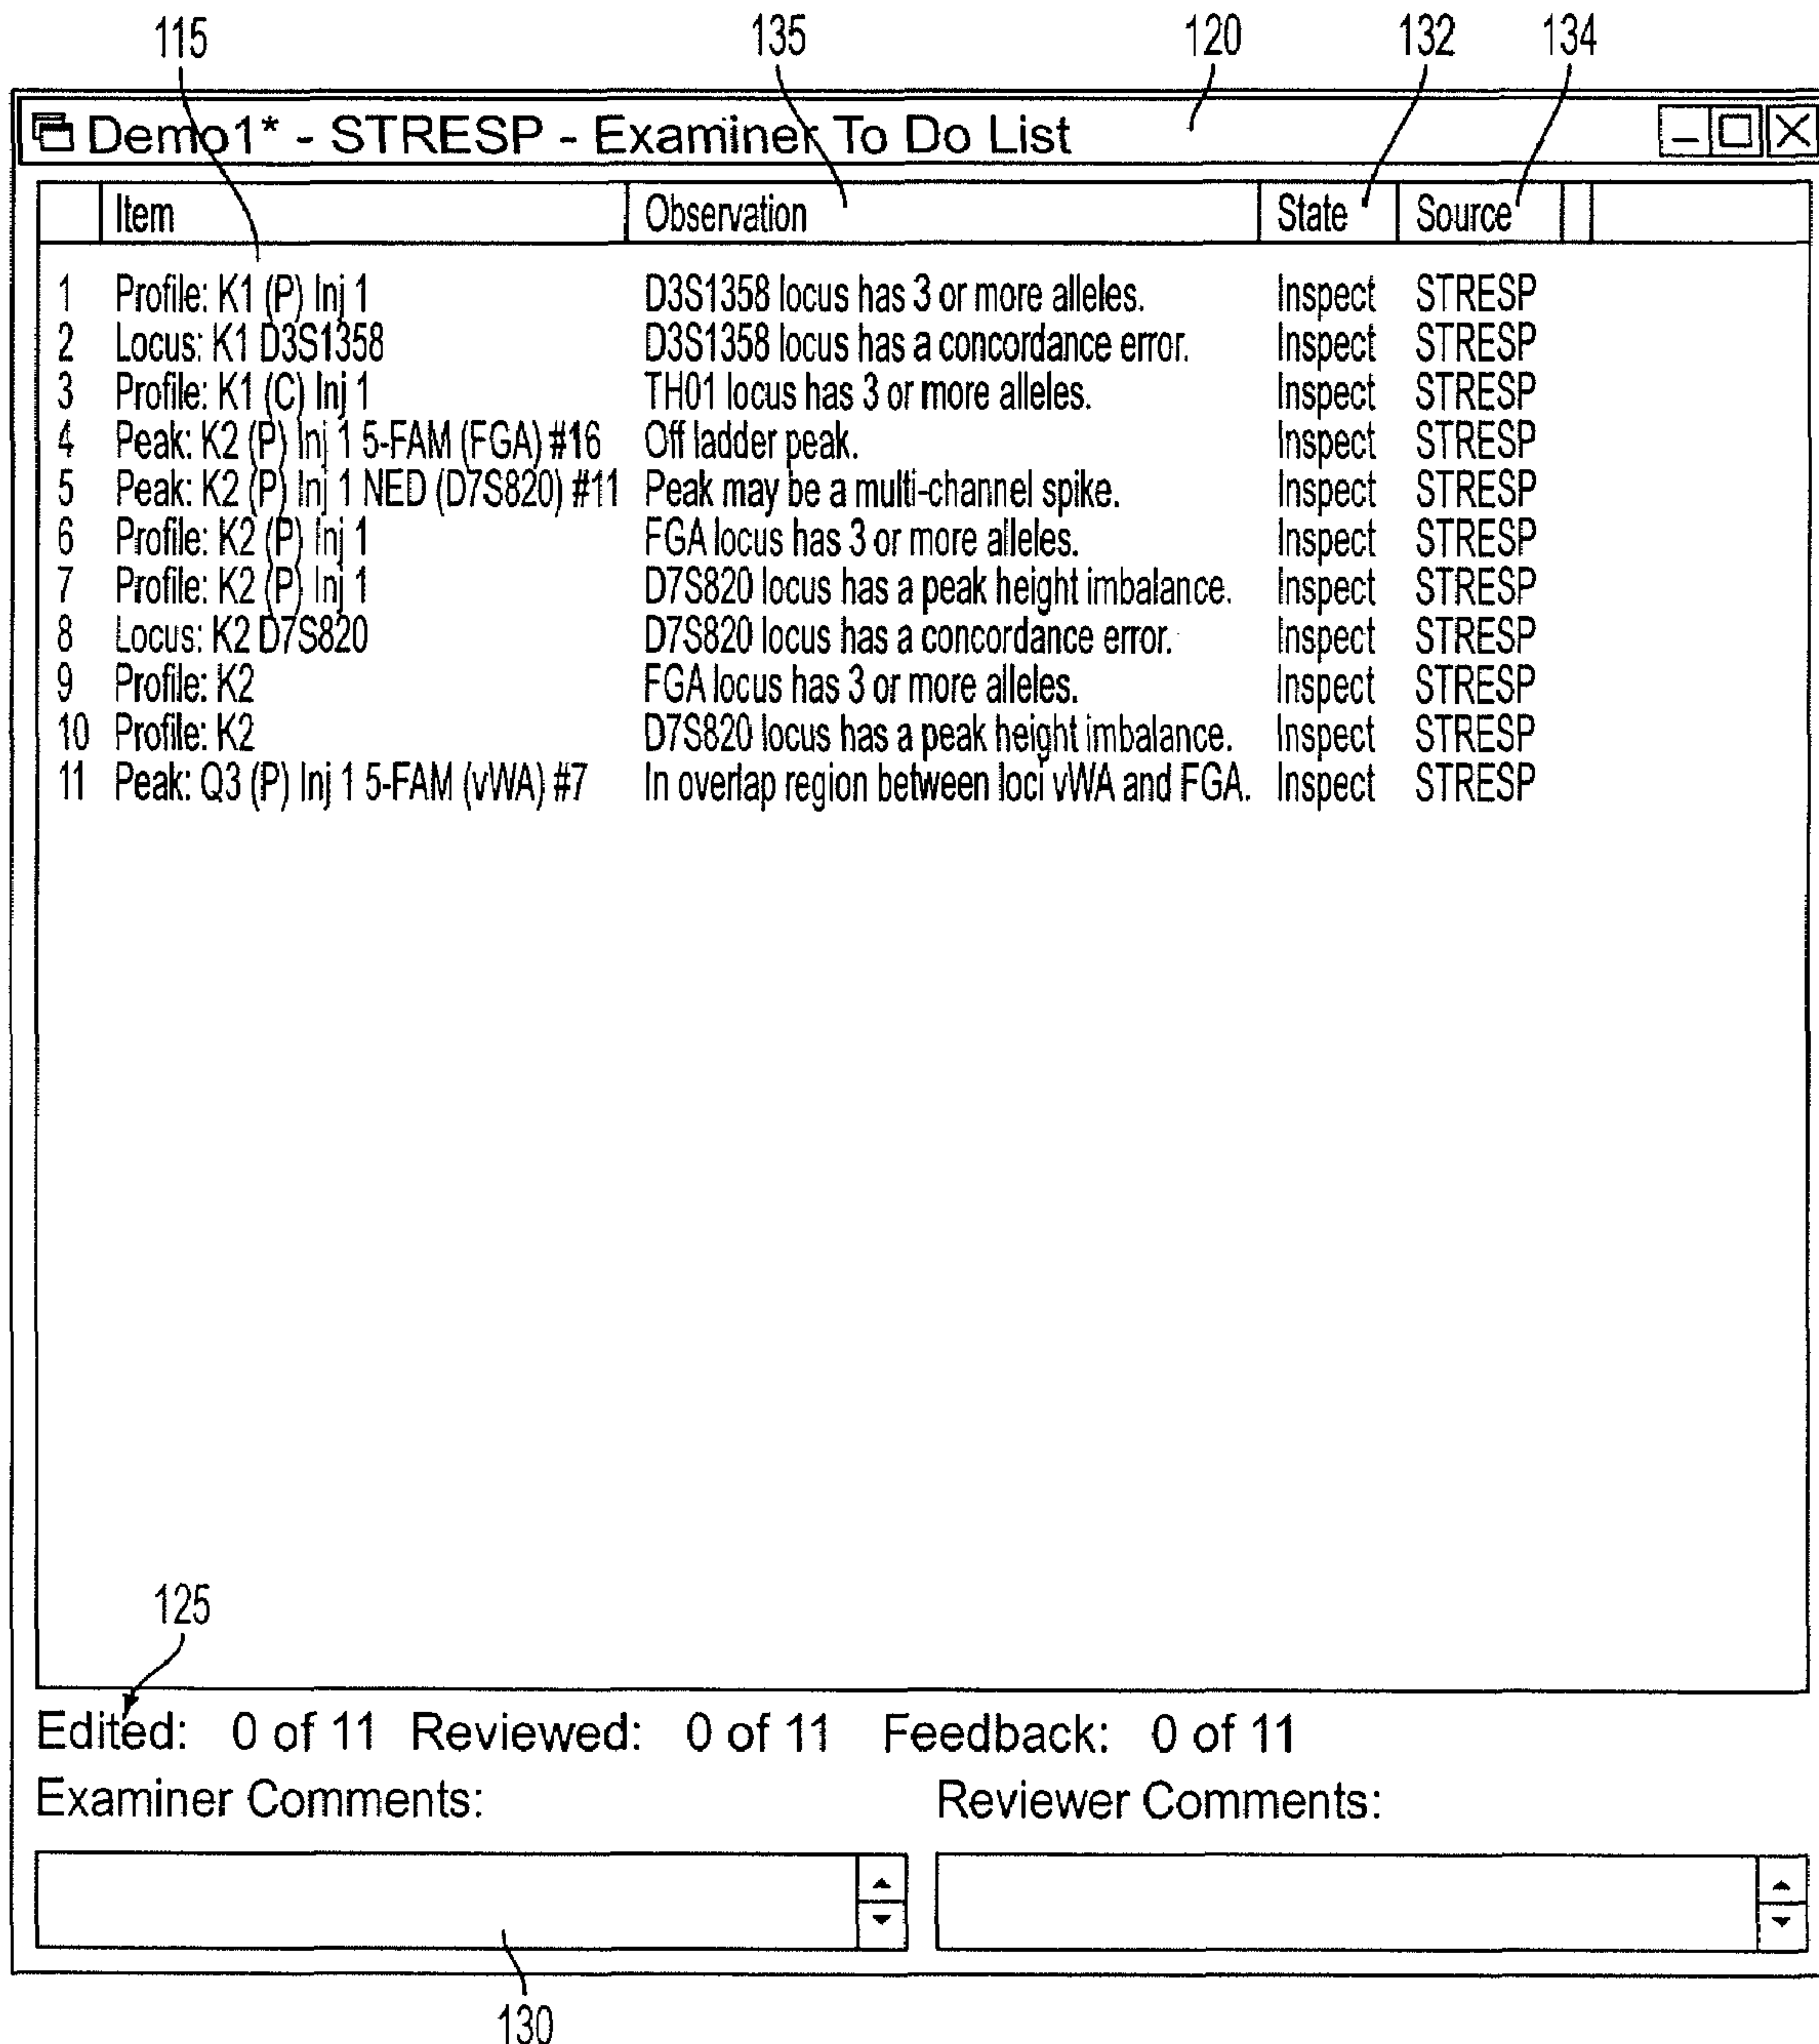 115 135 120 132 134
Demo1* - STRESP - Examiner To Do List
Item Observation State Source
1 Profile: K1 (P) Inj 1 D3S1358 locus has 3 or more alleles. Inspect STRESP
2 Locus: K1 D3S1358 D3S1358 locus has a concordance error. Inspect STRESP
3 Profile: K1 (C) Inj 1 TH01 locus has 3 or more alleles. Inspect STRESP
4 Peak: K2 (P) Inj 1 5-FAM (FGA) #16 Off ladder peak. Inspect STRESP
5 Peak: K2 (P) Inj 1 NED (D7S820) #11 Peak may be a multi-channel spike. Inspect STRESP
6 Profile: K2 (P) Inj 1 FGA locus has 3 or more alleles. Inspect STRESP
7 Profile: K2 (P) Inj 1 D7S820 locus has a peak height imbalance. Inspect STRESP
8 Locus: K2 D7S820 D7S820 locus has a concordance error. Inspect STRESP
9 Profile: K2 FGA locus has 3 or more alleles. Inspect STRESP
10 Profile: K2 D7S820 locus has a peak height imbalance. Inspect STRESP
11 Peak: Q3 (P) Inj 1 5-FAM (vWA) #7 In overlap region between loci vWA and FGA. Inspect STRESP
125
Edited: 0 of 11 Reviewed: 0 of 11 Feedback: 0 of 11
Examiner Comments: Reviewer Comments:
130